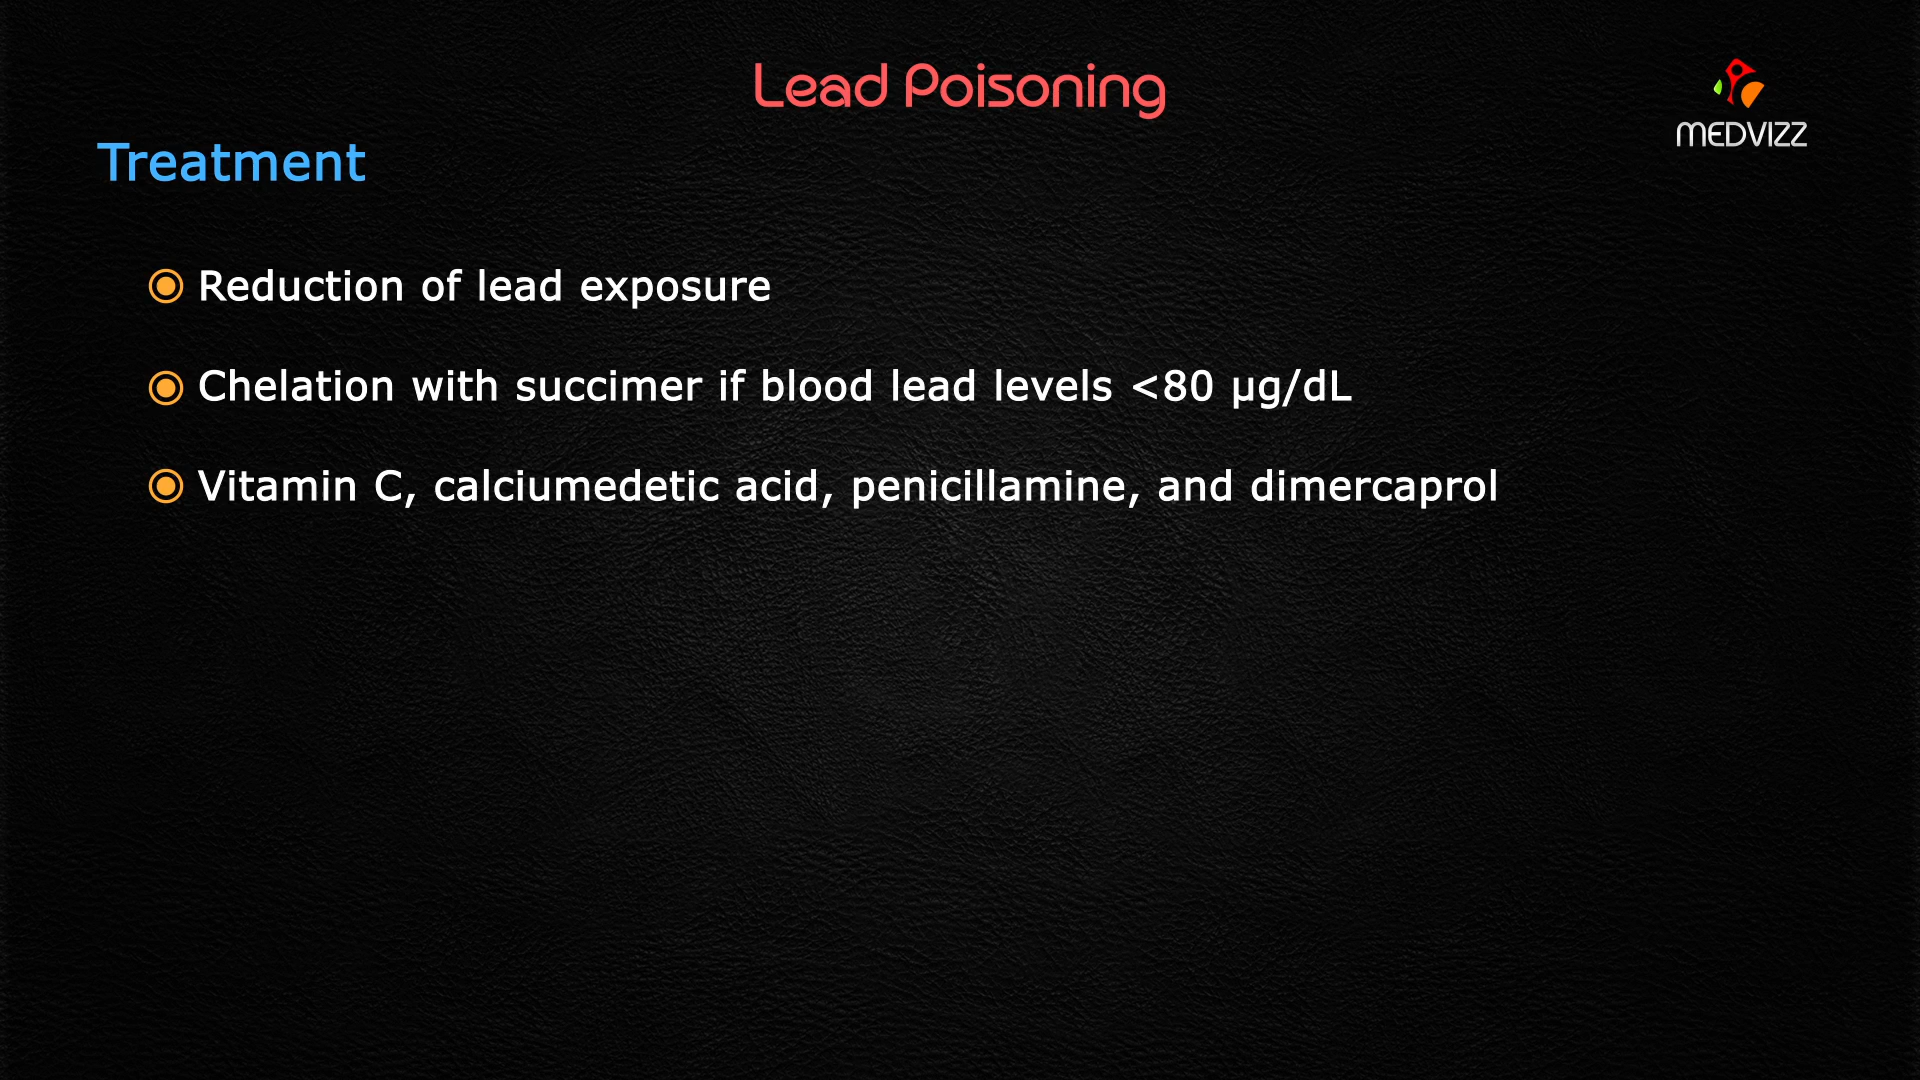 Lead Poisoning
MEDVIZZ
Treatment
Reduction of lead exposure
Chelation with succimer if blood lead levels <80 µg/dL
Vitamin C, calciumedetic acid, penicillamine, and dimercaprol